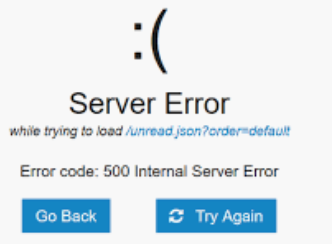 :(
Server Error
while trying to load /unread.json?order=default
Error code: 500 Internal Server Error
Go Back
Try Again